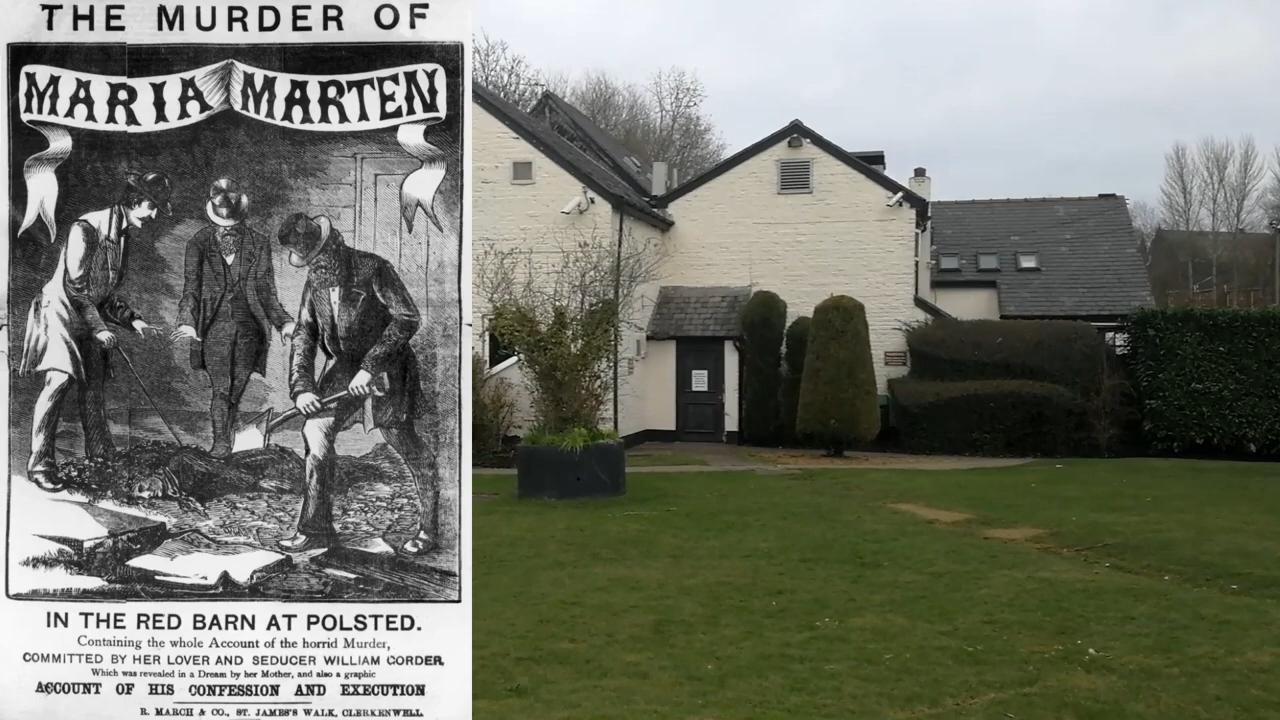 THE MURDER OF
MARIA MARTEN
IN THE RED BARN AT POLSTED.
Containing the whole Account of the horrid Murder,
COMMITTED BY HER LOVER AND SEDUCER WILLIAM CORDER,
Which was revealed in a Dream by her Mother, and also a graphic
ACCOUNT OF HIS CONFESSION AND EXECUTION
R. MARCH & CO., ST. JAMES'S WALK, CLERKENWELL.